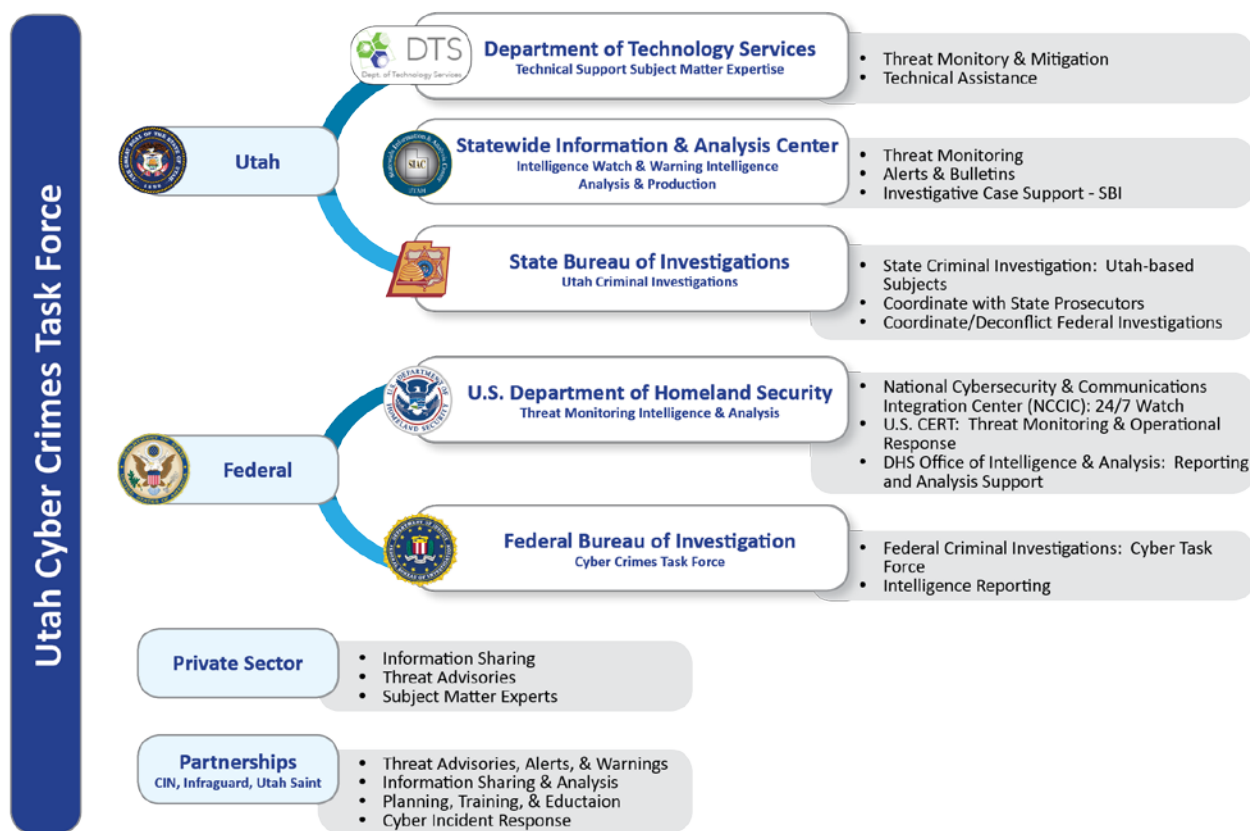 Utah Cyber Crimes Task Force
DTS
Dept. of Technology Services
Department of Technology Services
Technical Support Subject Matter Expertise
• Threat Monitory & Mitigation
• Technical Assistance
Utah
Statewide Information & Analysis Center
Intelligence Watch & Warning Intelligence
Analysis & Production
SIAC
• Threat Monitoring
• Alerts & Bulletins
• Investigative Case Support - SBI
State Bureau of Investigations
Utah Criminal Investigations
• State Criminal Investigation: Utah-based
Subjects
• Coordinate with State Prosecutors
• Coordinate/Deconflict Federal Investigations
Federal
U.S. Department of Homeland Security
Threat Monitoring Intelligence & Analysis
• National Cybersecurity & Communications
Integration Center (NCCIC): 24/7 Watch
• U.S. CERT: Threat Monitoring & Operational
Response
• DHS Office of Intelligence & Analysis: Reporting
and Analysis Support
Federal Bureau of Investigation
Cyber Crimes Task Force
• Federal Criminal Investigations: Cyber Task
Force
• Intelligence Reporting
Private Sector
• Information Sharing
• Threat Advisories
• Subject Matter Experts
Partnerships
CIN, Infraguard, Utah Saint
• Threat Advisories, Alerts, & Warnings
• Information Sharing & Analysis
• Planning, Training, & Eductaion
• Cyber Incident Response